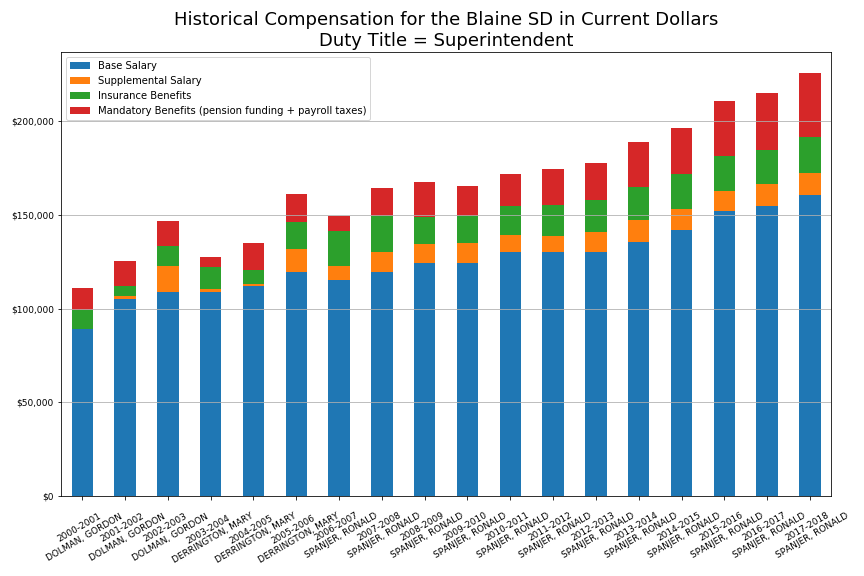 Historical Compensation for the Blaine SD in Current Dollars
Duty Title = Superintendent
Base Salary
Supplemental Salary
Insurance Benefits
Mandatory Benefits (pension funding + payroll taxes)
$200,000
$150,000
$100,000
$50,000
$0
2000-2001
DOLMAN, GORDON
2001-2002
DOLMAN, GORDON
2002-2003
DOLMAN, GORDON
2003-2004
DERRINGTON, MARY
2004-2005
DERRINGTON, MARY
2005-2006
DERRINGTON, MARY
2006-2007
SPANJER, RONALD
2007-2008
SPANJER, RONALD
2008-2009
SPANJER, RONALD
2009-2010
SPANJER, RONALD
2010-2011
SPANJER, RONALD
2011-2012
SPANJER, RONALD
2012-2013
SPANJER, RONALD
2013-2014
SPANJER, RONALD
2014-2015
SPANJER, RONALD
2015-2016
SPANJER, RONALD
2016-2017
SPANJER, RONALD
2017-2018
SPANJER, RONALD